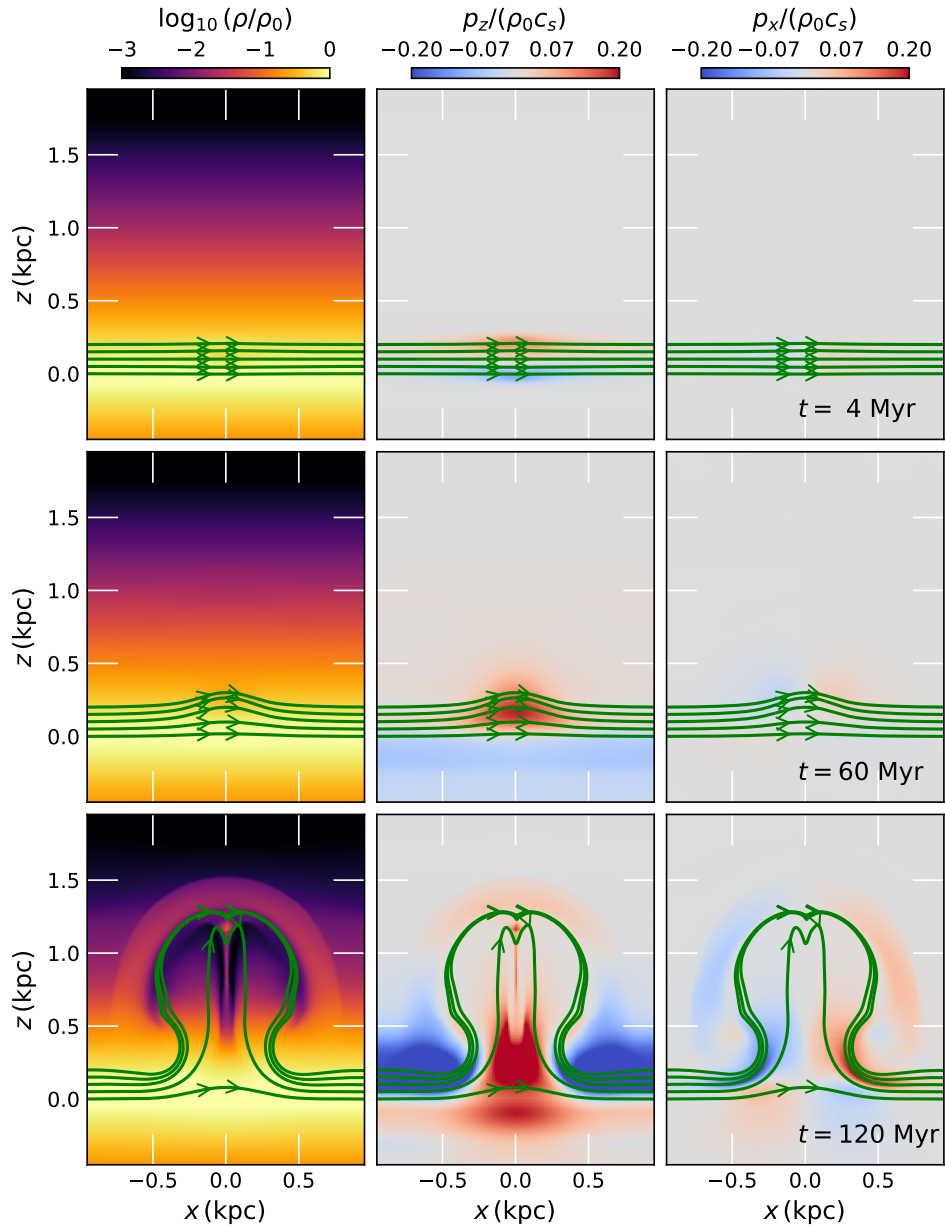 log₁₀ (ρ/ρ₀) p_z/(ρ₀c_s) p_x/(ρ₀c_s)
−3 −2 −1 0 −0.20 −0.07 0.07 0.20 −0.20 −0.07 0.07 0.20
1.5
1.0
z (kpc)
0.5
0.0
t = 4 Myr
1.5
1.0
z (kpc)
0.5
0.0
t = 60 Myr
1.5
1.0
z (kpc)
0.5
0.0
t = 120 Myr
−0.5 0.0 0.5 −0.5 0.0 0.5 −0.5 0.0 0.5
x (kpc) x (kpc) x (kpc)